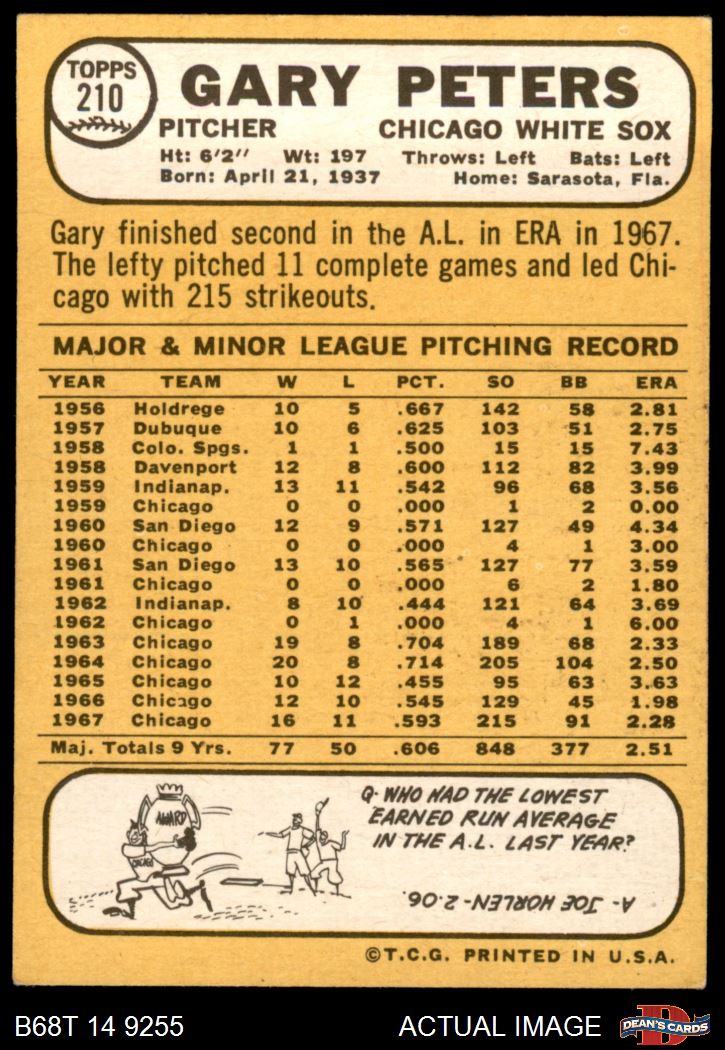 TOPPS
210
GARY PETERS
PITCHER CHICAGO WHITE SOX
Ht: 6'2" Wt: 197 Throws: Left Bats: Left
Born: April 21, 1937 Home: Sarasota, Fla.
Gary finished second in the A.L. in ERA in 1967.
The lefty pitched 11 complete games and led Chi-
cago with 215 strikeouts.
MAJOR & MINOR LEAGUE PITCHING RECORD
YEAR TEAM W L PCT. SO BB ERA
1956 Holdrege 10 5 .667 142 58 2.81
1957 Dubuque 10 6 .625 103 51 2.75
1958 Colo. Spgs. 1 1 .500 15 15 7.43
1958 Davenport 12 8 .600 112 82 3.99
1959 Indianap. 13 11 .542 96 68 3.56
1959 Chicago 0 0 .000 1 2 0.00
1960 San Diego 12 9 .571 127 49 4.34
1960 Chicago 0 0 .000 4 1 3.00
1961 San Diego 13 10 .565 127 77 3.59
1961 Chicago 0 0 .000 6 2 1.80
1962 Indianap. 8 10 .444 121 64 3.69
1962 Chicago 0 1 .000 4 1 6.00
1963 Chicago 19 8 .704 189 68 2.33
1964 Chicago 20 8 .714 205 104 2.50
1965 Chicago 10 12 .455 95 63 3.63
1966 Chicago 12 10 .545 129 45 1.98
1967 Chicago 16 11 .593 215 91 2.28
Maj. Totals 9 Yrs. 77 50 .606 848 377 2.51
AWARD
CHICAGO
Q- WHO HAD THE LOWEST
EARNED RUN AVERAGE
IN THE A.L. LAST YEAR?
A- JOE HORLEN-2.06.
©T.C.G. PRINTED IN U.S.A.
B68T 14 9255 ACTUAL IMAGE
D
DEAN'S CARDS